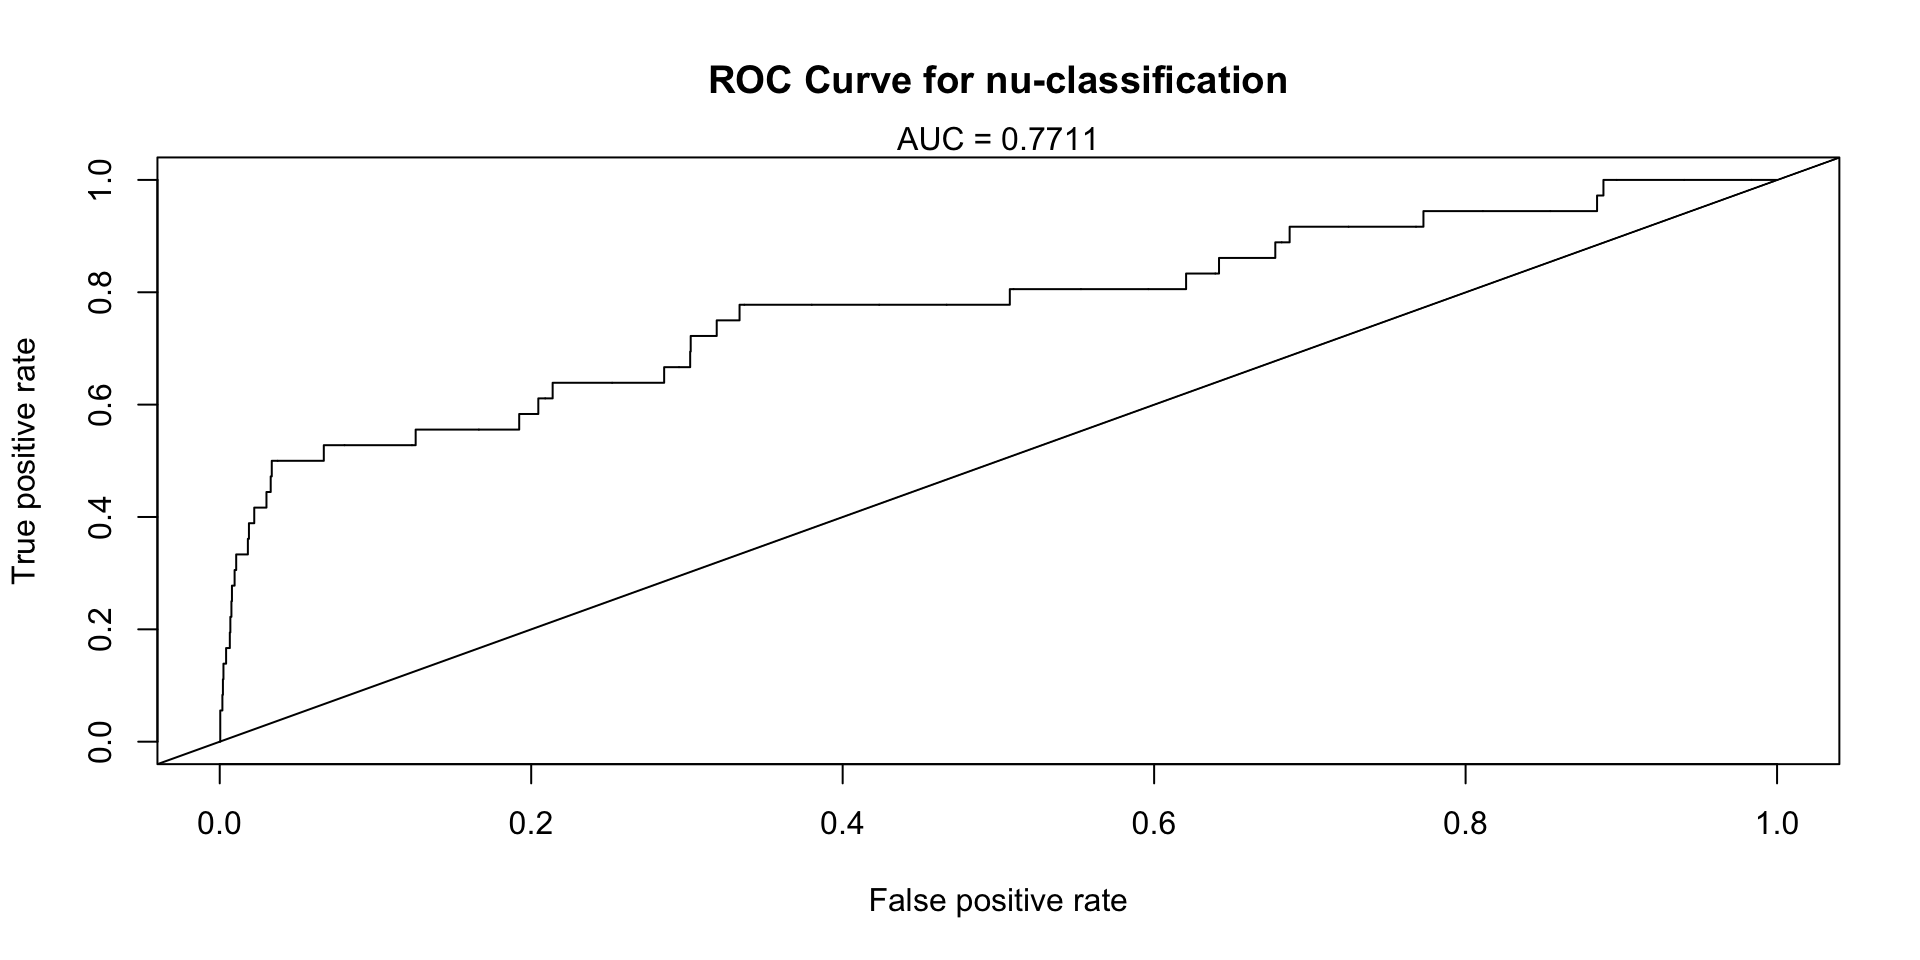 ROC Curve for nu-classification
AUC = 0.7711
True positive rate
1.0
0.8
0.6
0.4
0.2
0.0
0.0 0.2 0.4 0.6 0.8 1.0
False positive rate